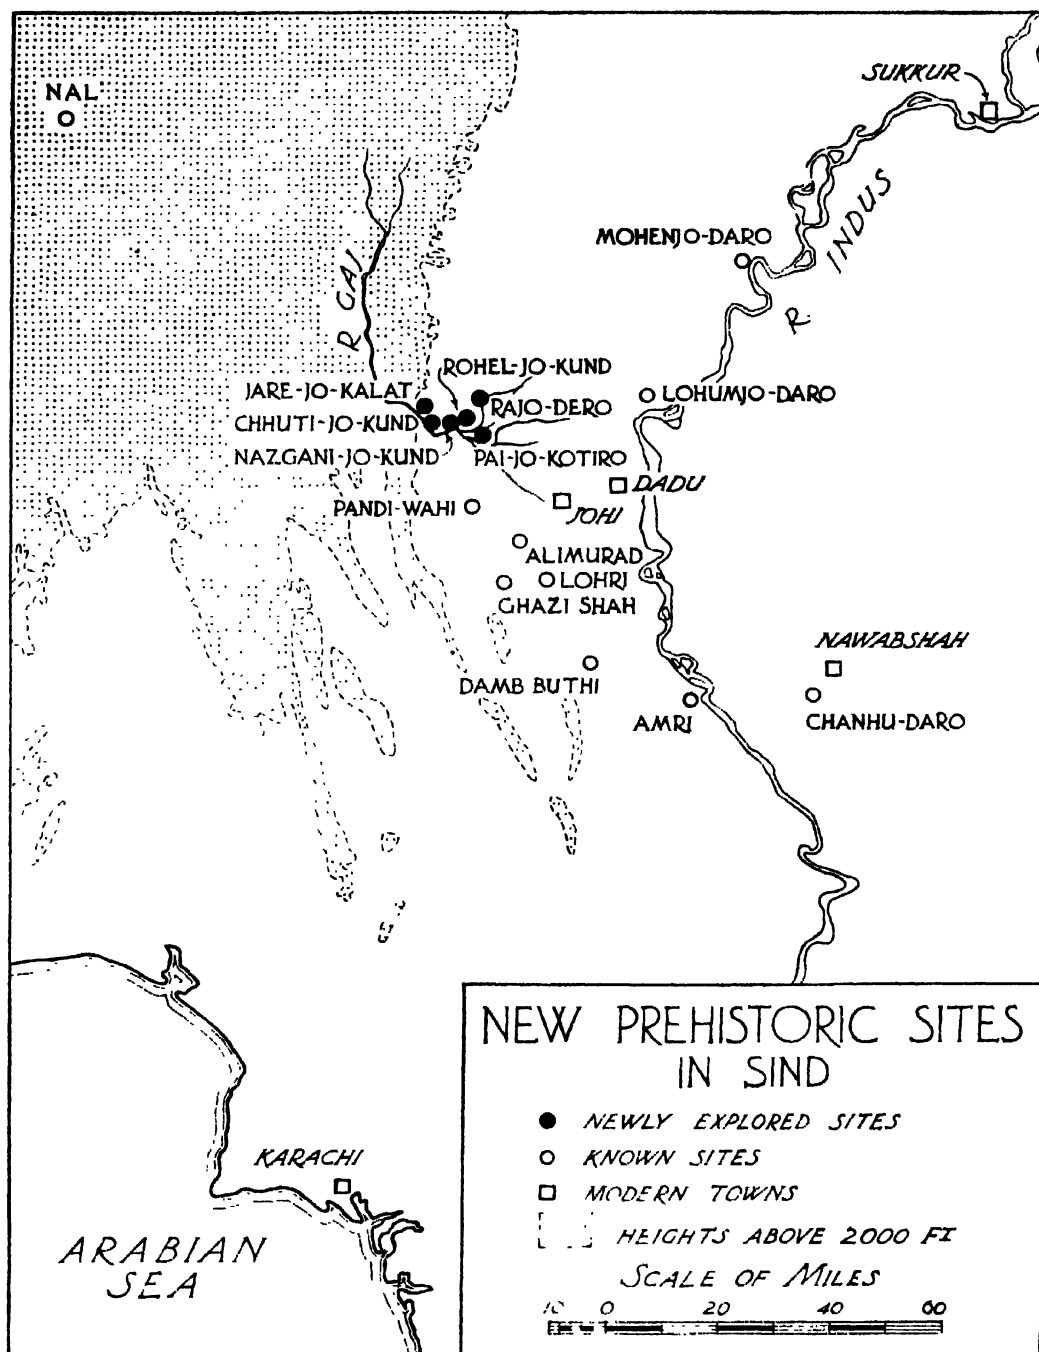 SUKKUR
NAL
R. INDUS
MOHENJO-DARO
R GAJ
ROHEL-JO-KUND
JARE-JO-KALAT
LOHUMJO-DARO
RAJO-DERO
CHHUTI-JO-KUND
NAZGANI-JO-KUND
PAI-JO-KOTIRO
DADU
PANDI-WAHI
JOHI
ALIMURAD
LOHRI
GHAZI SHAH
NAWABSHAH
DAMB BUTHI
AMRI
CHANHU-DARO
NEW PREHISTORIC SITES
IN SIND
NEWLY EXPLORED SITES
KNOWN SITES
MODERN TOWNS
HEIGHTS ABOVE 2000 FT
SCALE OF MILES
10 0 20 40 60
KARACHI
ARABIAN
SEA